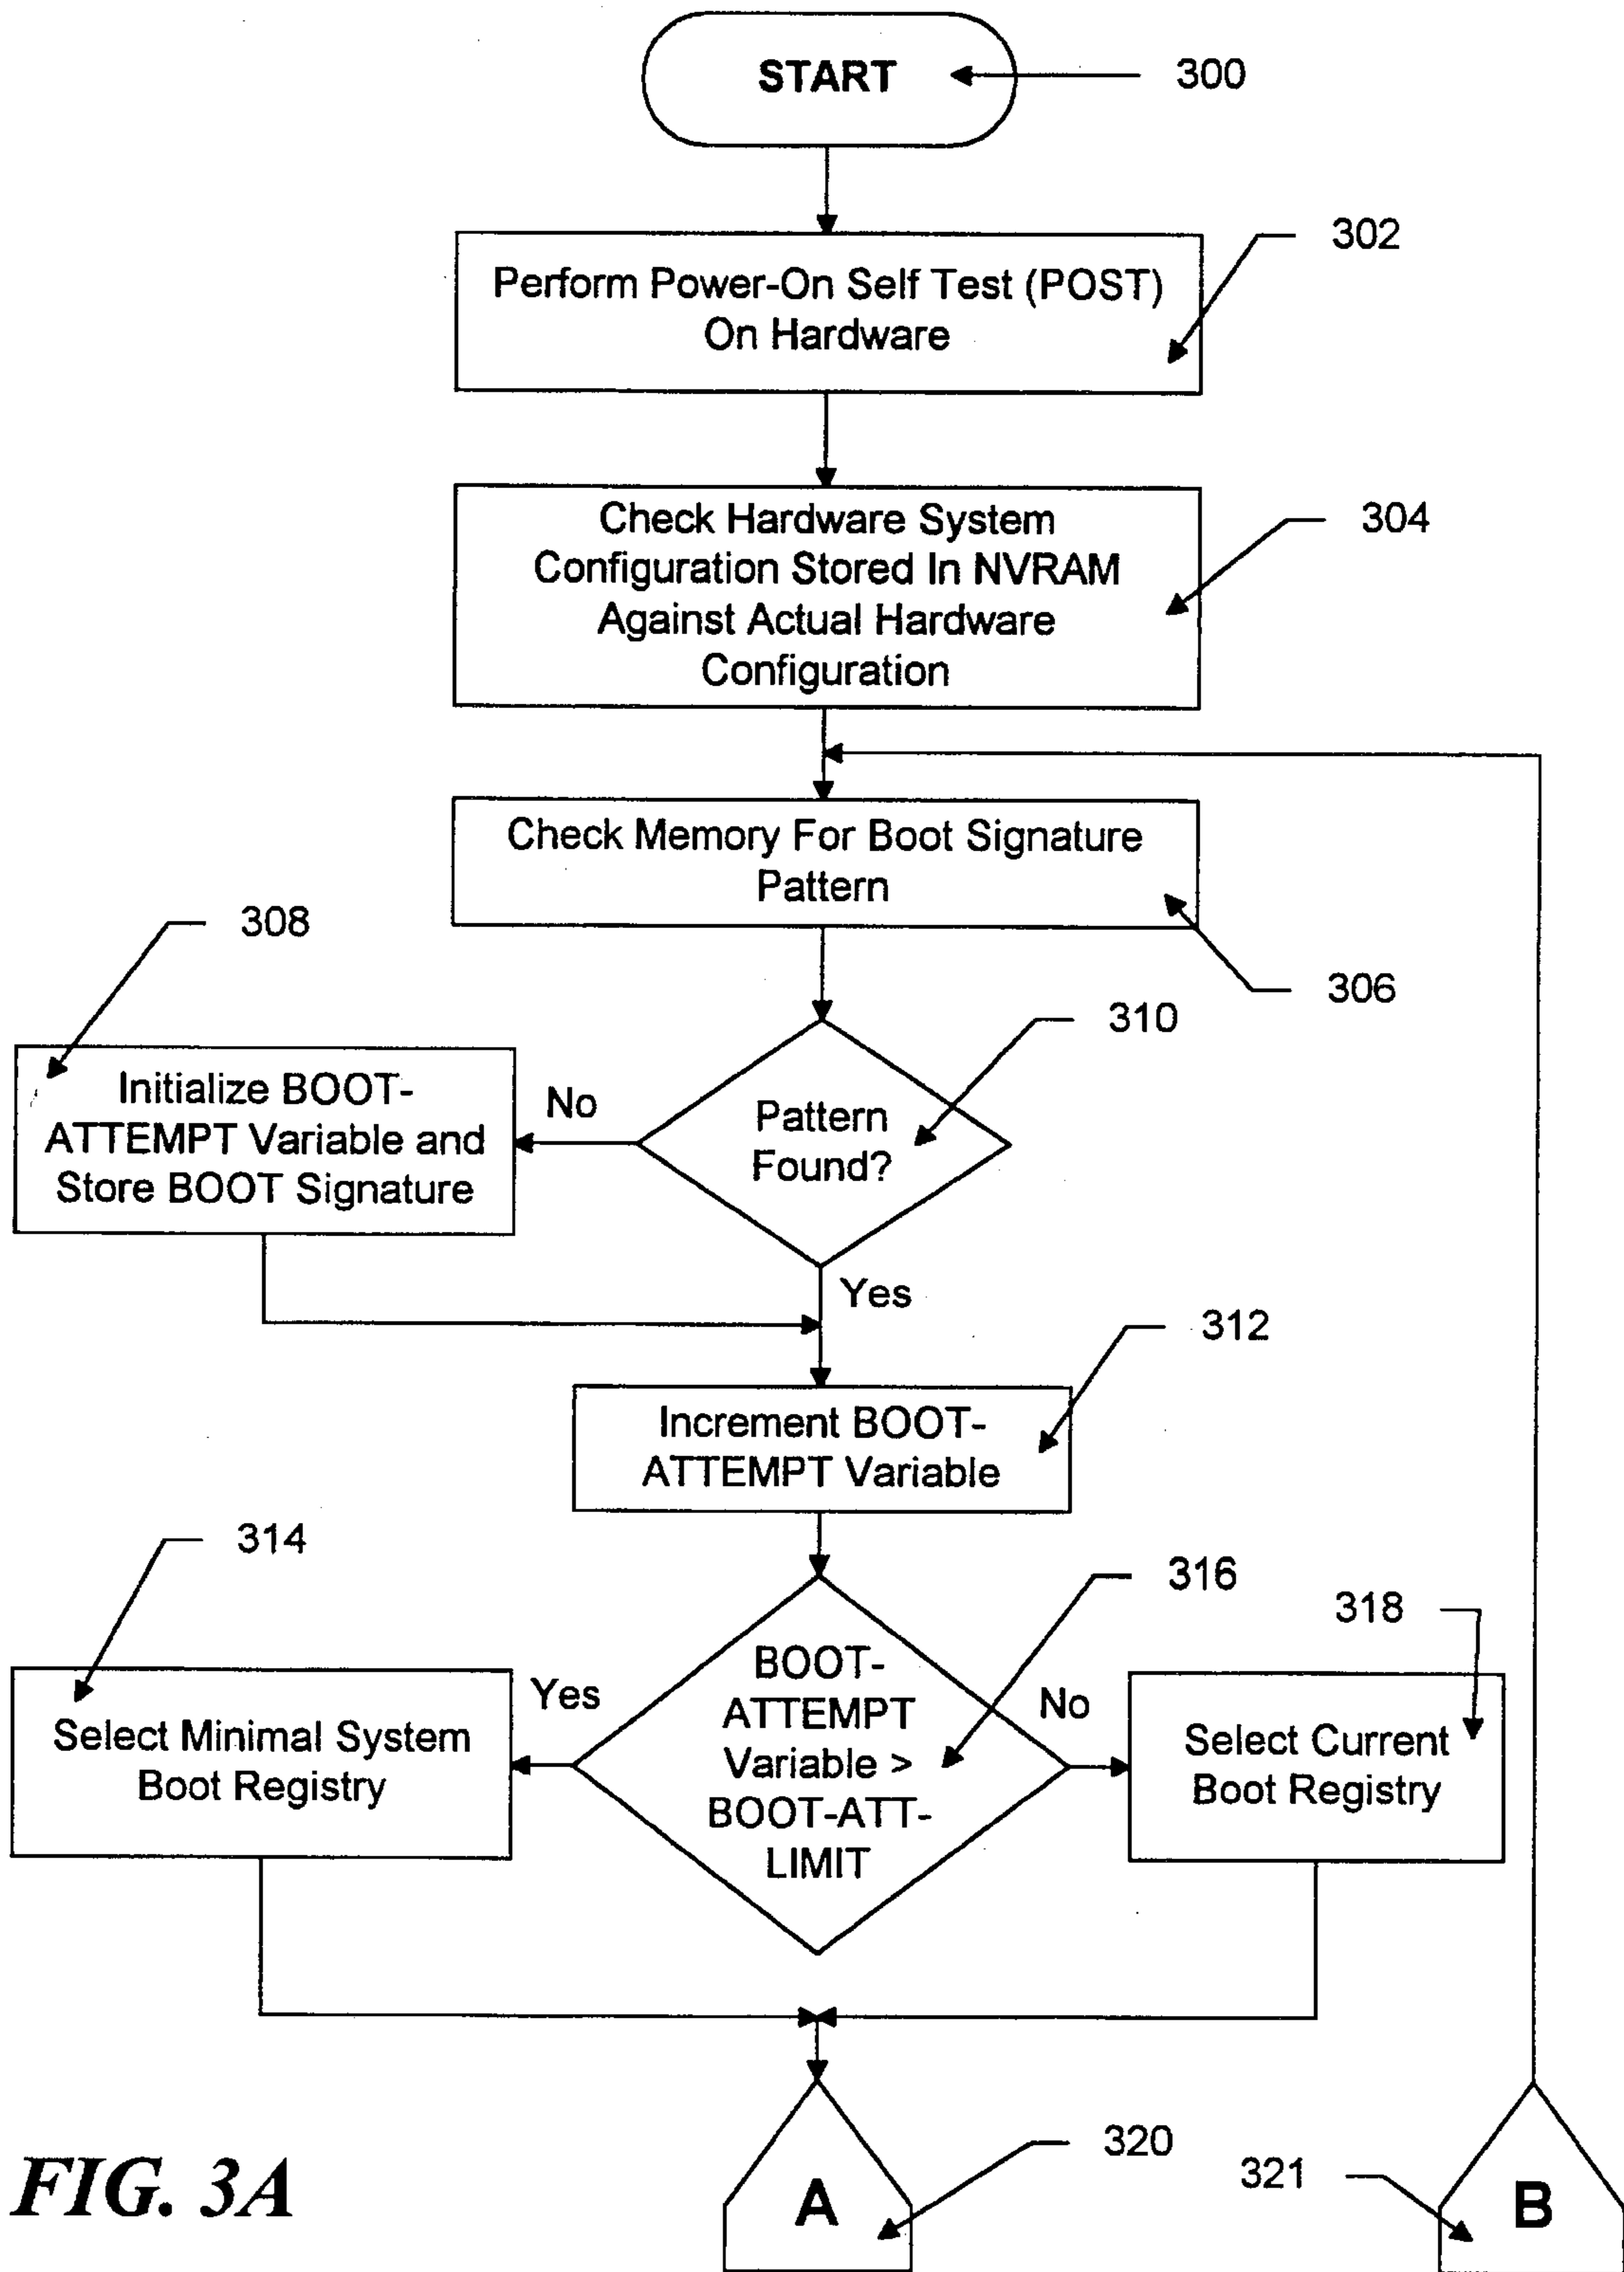 START
300
302
Perform Power-On Self Test (POST)
On Hardware
304
Check Hardware System
Configuration Stored In NVRAM
Against Actual Hardware
Configuration
Check Memory For Boot Signature
Pattern
306
308
310
Initialize BOOT-
ATTEMPT Variable and
Store BOOT Signature
No
Pattern
Found?
Yes
312
Increment BOOT-
ATTEMPT Variable
314
316
318
Select Minimal System
Boot Registry
Yes
BOOT-
ATTEMPT
Variable >
BOOT-ATT-
LIMIT
No
Select Current
Boot Registry
320
321
A
B
FIG. 3A